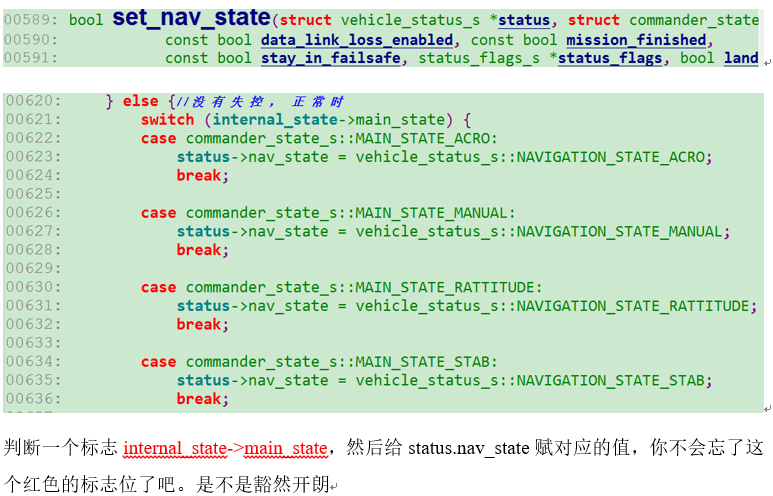 00589: bool set_nav_state(struct vehicle_status_s *status, struct commander_state
00590:         const bool data_link_loss_enabled, const bool mission_finished,
00591:         const bool stay_in_failsafe, status_flags_s *status_flags, bool land
00620:     } else {//没有失控，正常时
00621:         switch (internal_state->main_state) {
00622:         case commander_state_s::MAIN_STATE_ACRO:
00623:             status->nav_state = vehicle_status_s::NAVIGATION_STATE_ACRO;
00624:             break;
00625:
00626:         case commander_state_s::MAIN_STATE_MANUAL:
00627:             status->nav_state = vehicle_status_s::NAVIGATION_STATE_MANUAL;
00628:             break;
00629:
00630:         case commander_state_s::MAIN_STATE_RATTITUDE:
00631:             status->nav_state = vehicle_status_s::NAVIGATION_STATE_RATTITUDE;
00632:             break;
00633:
00634:         case commander_state_s::MAIN_STATE_STAB:
00635:             status->nav_state = vehicle_status_s::NAVIGATION_STATE_STAB;
00636:             break;
判断一个标志 internal_state->main_state，然后给 status.nav_state 赋对应的值，你不会忘了这
个红色的标志位了吧。是不是豁然开朗